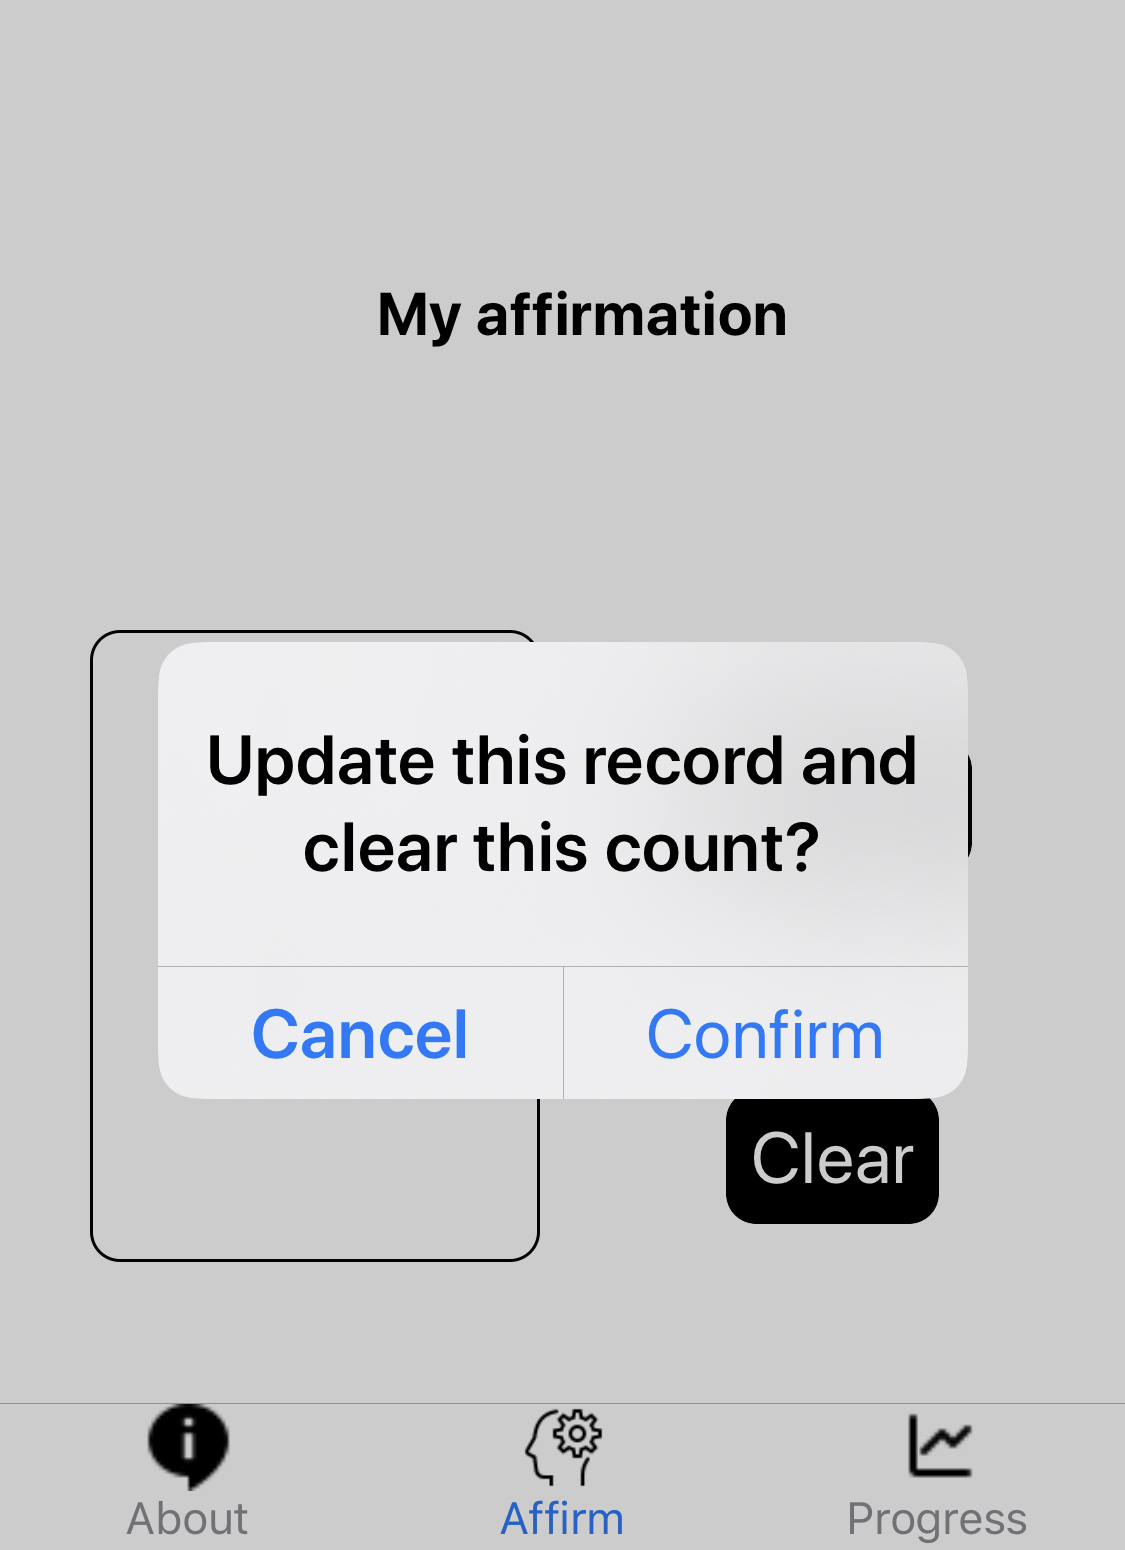 My affirmation
Update this record and
clear this count?
Cancel
Confirm
Clear
About
Affirm
Progress